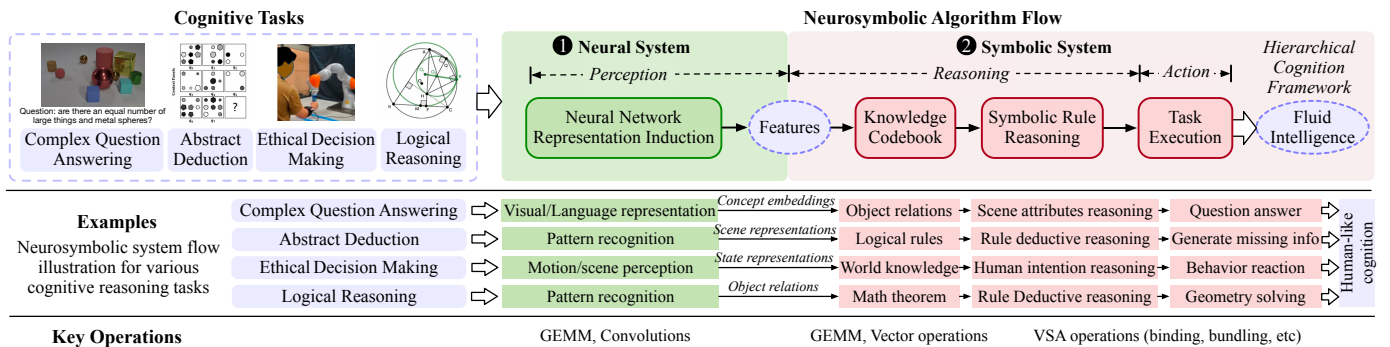 Cognitive Tasks
Question: are there an equal number of
large things and metal spheres?
?
Complex Question
Answering
Abstract
Deduction
Ethical Decision
Making
Logical
Reasoning
Neurosymbolic Algorithm Flow
1 Neural System
2 Symbolic System
Perception
Reasoning
Action
Hierarchical
Cognition
Framework
Neural Network
Representation Induction
Features
Knowledge
Codebook
Symbolic Rule
Reasoning
Task
Execution
Fluid
Intelligence
Examples
Neurosymbolic system flow
illustration for various
cognitive reasoning tasks
Complex Question Answering
Visual/Language representation
Concept embeddings
Object relations
Scene attributes reasoning
Question answer
Abstract Deduction
Pattern recognition
Scene representations
Logical rules
Rule deductive reasoning
Generate missing info
Ethical Decision Making
Motion/scene perception
State representations
World knowledge
Human intention reasoning
Behavior reaction
Logical Reasoning
Pattern recognition
Object relations
Math theorem
Rule Deductive reasoning
Geometry solving
Human-like
cognition
Key Operations
GEMM, Convolutions
GEMM, Vector operations
VSA operations (binding, bundling, etc)